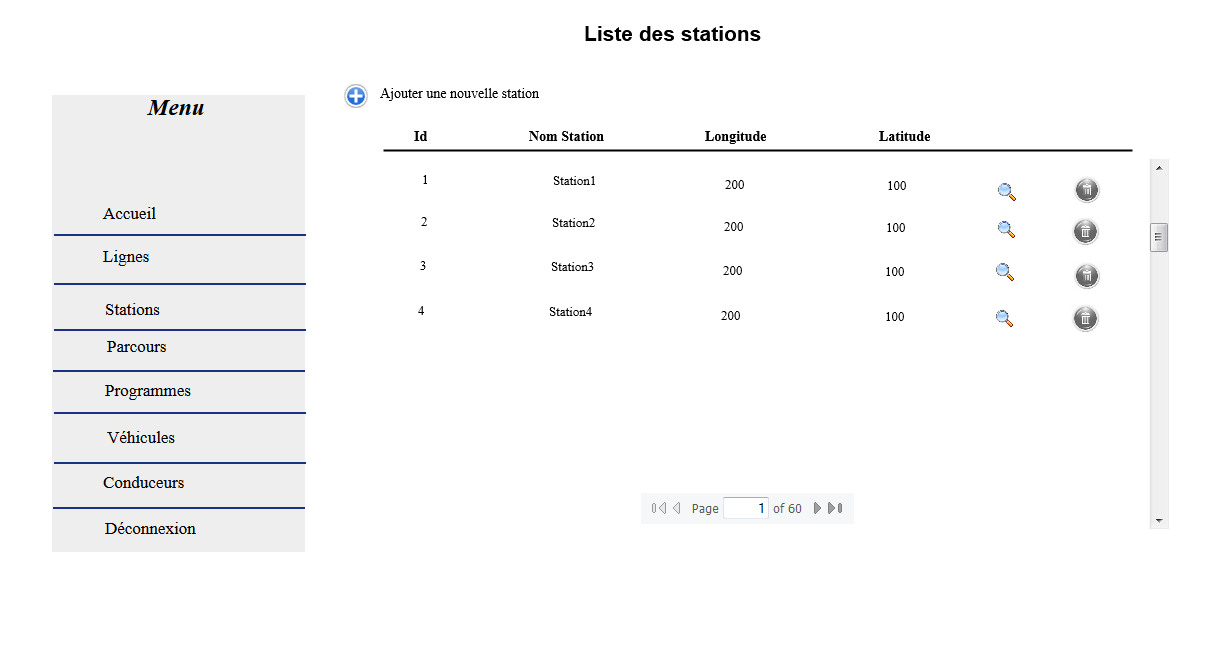 Liste des stations
Ajouter une nouvelle station
Menu
Accueil
Lignes
Stations
Parcours
Programmes
Véhicules
Conduceurs
Déconnexion
Id Nom Station Longitude Latitude
1 Station1 200 100
2 Station2 200 100
3 Station3 200 100
4 Station4 200 100
Page 1 of 60